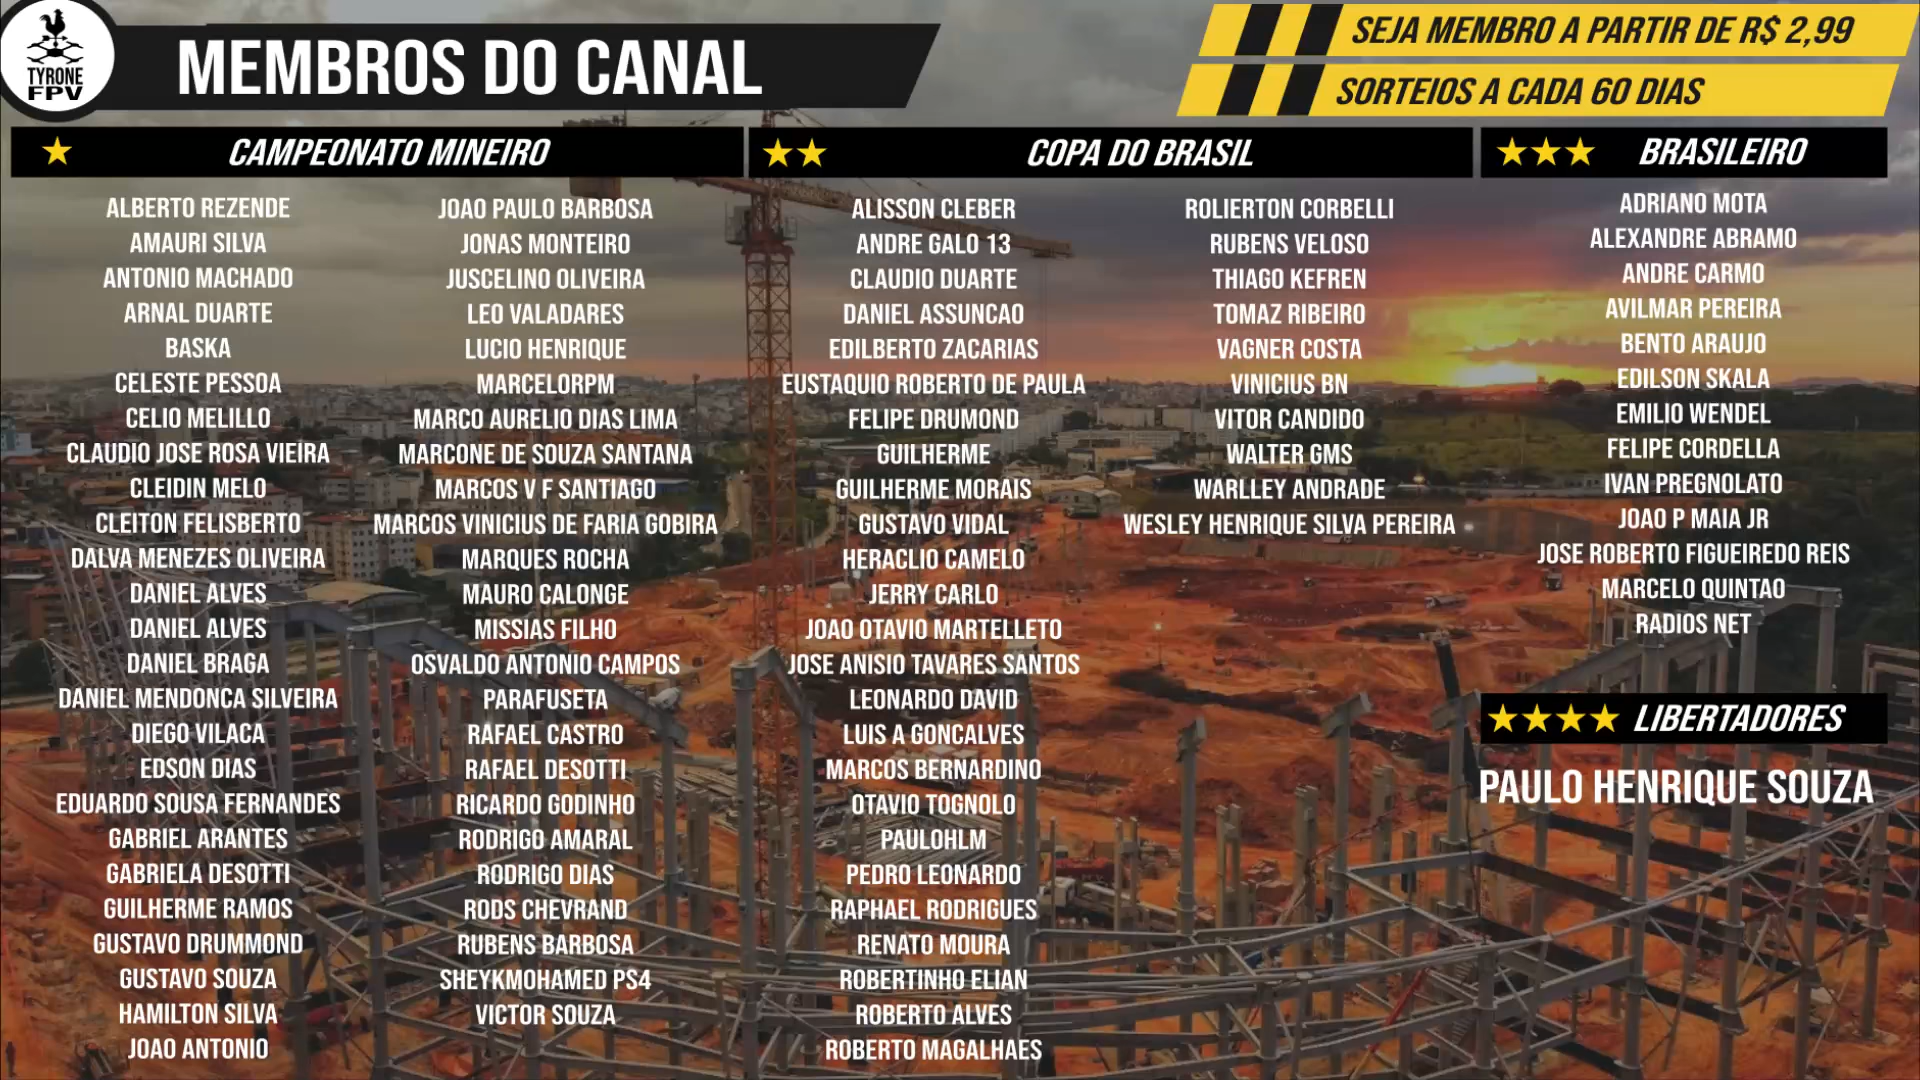 TYRONE
FPV
MEMBROS DO CANAL
SEJA MEMBRO A PARTIR DE R$ 2,99
SORTEIOS A CADA 60 DIAS
CAMPEONATO MINEIRO
ALBERTO REZENDE
AMAURI SILVA
ANTONIO MACHADO
ARNAL DUARTE
BASKA
CELESTE PESSOA
CELIO MELILLO
CLAUDIO JOSE ROSA VIEIRA
CLEIDIN MELO
CLEITON FELISBERTO
DALVA MENEZES OLIVEIRA
DANIEL ALVES
DANIEL ALVES
DANIEL BRAGA
DANIEL MENDONCA SILVEIRA
DIEGO VILACA
EDSON DIAS
EDUARDO SOUSA FERNANDES
GABRIEL ARANTES
GABRIELA DESOTTI
GUILHERME RAMOS
GUSTAVO DRUMMOND
GUSTAVO SOUZA
HAMILTON SILVA
JOAO ANTONIO
JOAO PAULO BARBOSA
JONAS MONTEIRO
JUSCELINO OLIVEIRA
LEO VALADARES
LUCIO HENRIQUE
MARCELORPM
MARCO AURELIO DIAS LIMA
MARCONE DE SOUZA SANTANA
MARCOS V F SANTIAGO
MARCOS VINICIUS DE FARIA GOBIRA
MARQUES ROCHA
MAURO CALONGE
MISSIAS FILHO
OSVALDO ANTONIO CAMPOS
PARAFUSETA
RAFAEL CASTRO
RAFAEL DESOTTI
RICARDO GODINHO
RODRIGO AMARAL
RODRIGO DIAS
RODS CHEVRAND
RUBENS BARBOSA
SHEYKMOHAMED PS4
VICTOR SOUZA
COPA DO BRASIL
ALISSON CLEBER
ANDRE GALO 13
CLAUDIO DUARTE
DANIEL ASSUNCAO
EDILBERTO ZACARIAS
EUSTAQUIO ROBERTO DE PAULA
FELIPE DRUMOND
GUILHERME
GUILHERME MORAIS
GUSTAVO VIDAL
HERACLIO CAMELO
JERRY CARLO
JOAO OTAVIO MARTELLETO
JOSE ANISIO TAVARES SANTOS
LEONARDO DAVID
LUIS A GONCALVES
MARCOS BERNARDINO
OTAVIO TOGNOLO
PAULOHLM
PEDRO LEONARDO
RAPHAEL RODRIGUES
RENATO MOURA
ROBERTINHO ELIAN
ROBERTO ALVES
ROBERTO MAGALHAES
ROLIERTON CORBELLI
RUBENS VELOSO
THIAGO KEFREN
TOMAZ RIBEIRO
VAGNER COSTA
VINICIUS BN
VITOR CANDIDO
WALTER GMS
WARLLEY ANDRADE
WESLEY HENRIQUE SILVA PEREIRA
BRASILEIRO
ADRIANO MOTA
ALEXANDRE ABRAMO
ANDRE CARMO
AVILMAR PEREIRA
BENTO ARAUJO
EDILSON SKALA
EMILIO WENDEL
FELIPE CORDELLA
IVAN PREGNOLATO
JOAO P MAIA JR
JOSE ROBERTO FIGUEIREDO REIS
MARCELO QUINTAO
RADIOS NET
LIBERTADORES
PAULO HENRIQUE SOUZA